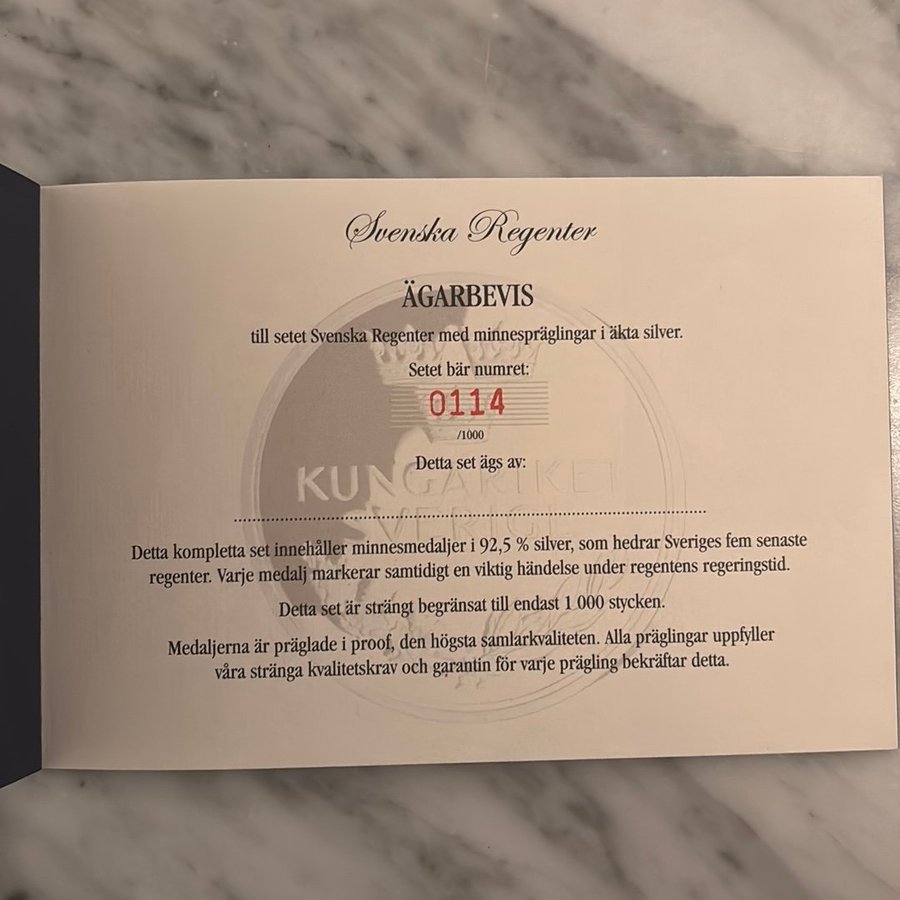 Svenska Regenter
ÄGARBEVIS
till setet Svenska Regenter med minnespräglingar i äkta silver.
Setet bär numret:
0114
/1000
Detta set ägs av:
KUNGARIKET
SVERIGE
Detta kompletta set innehåller minnesmedaljer i 92,5 % silver, som hedrar Sveriges fem senaste
regenter. Varje medalj markerar samtidigt en viktig händelse under regentens regeringstid.
Detta set är strängt begränsat till endast 1 000 stycken.
Medaljerna är präglade i proof, den högsta samlarkvaliteten. Alla präglingar uppfyller
våra stränga kvalitetskrav och garantin för varje prägling bekräftar detta.